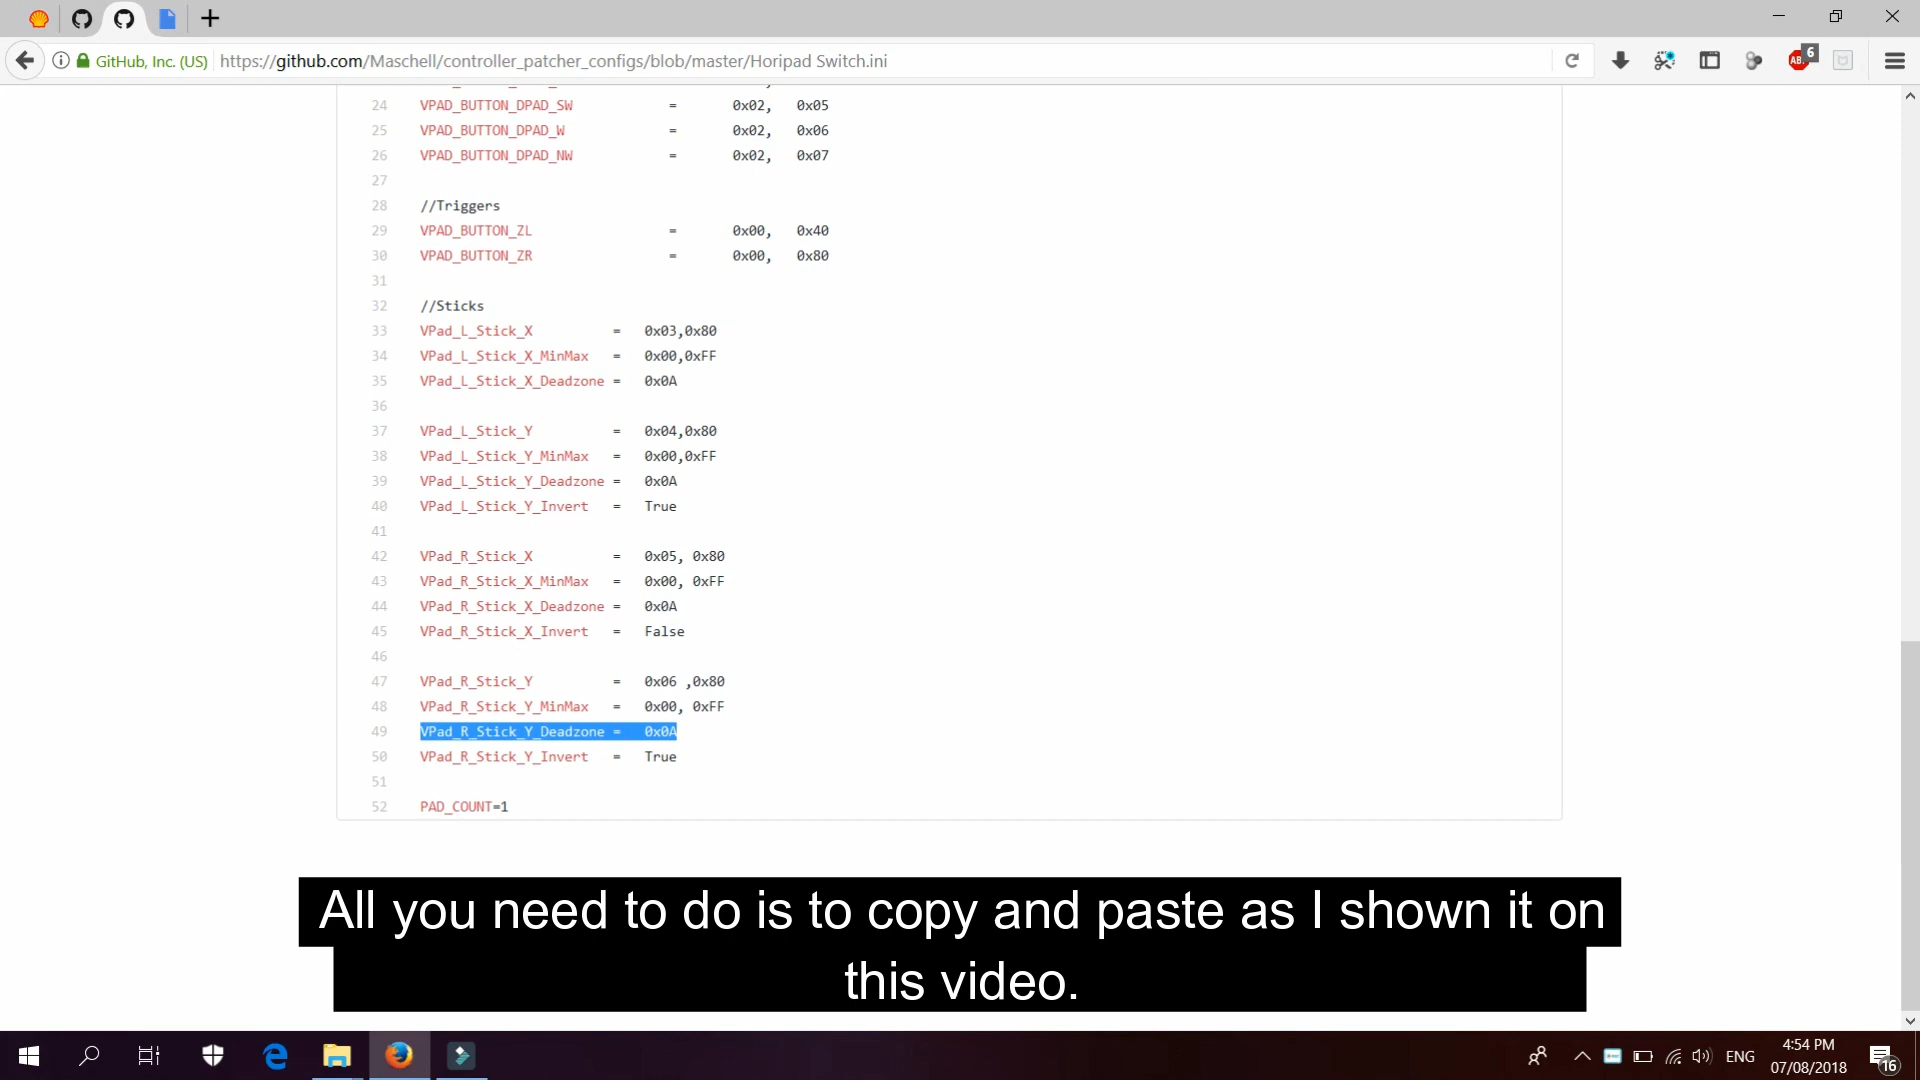 GitHub, Inc. (US) https://github.com/Maschell/controller_patcher_configs/blob/master/Horipad Switch.ini
ABP 6
24 VPAD_BUTTON_DPAD_SW = 0x02, 0x05
25 VPAD_BUTTON_DPAD_W = 0x02, 0x06
26 VPAD_BUTTON_DPAD_NW = 0x02, 0x07
27
28 //Triggers
29 VPAD_BUTTON_ZL = 0x00, 0x40
30 VPAD_BUTTON_ZR = 0x00, 0x80
31
32 //Sticks
33 VPad_L_Stick_X = 0x03,0x80
34 VPad_L_Stick_X_MinMax = 0x00,0xFF
35 VPad_L_Stick_X_Deadzone = 0x0A
36
37 VPad_L_Stick_Y = 0x04,0x80
38 VPad_L_Stick_Y_MinMax = 0x00,0xFF
39 VPad_L_Stick_Y_Deadzone = 0x0A
40 VPad_L_Stick_Y_Invert = True
41
42 VPad_R_Stick_X = 0x05, 0x80
43 VPad_R_Stick_X_MinMax = 0x00, 0xFF
44 VPad_R_Stick_X_Deadzone = 0x0A
45 VPad_R_Stick_X_Invert = False
46
47 VPad_R_Stick_Y = 0x06 ,0x80
48 VPad_R_Stick_Y_MinMax = 0x00, 0xFF
49 VPad_R_Stick_Y_Deadzone = 0x0A
50 VPad_R_Stick_Y_Invert = True
51
52 PAD_COUNT=1
All you need to do is to copy and paste as I shown it on
this video.
ENG
4:54 PM
07/08/2018
16